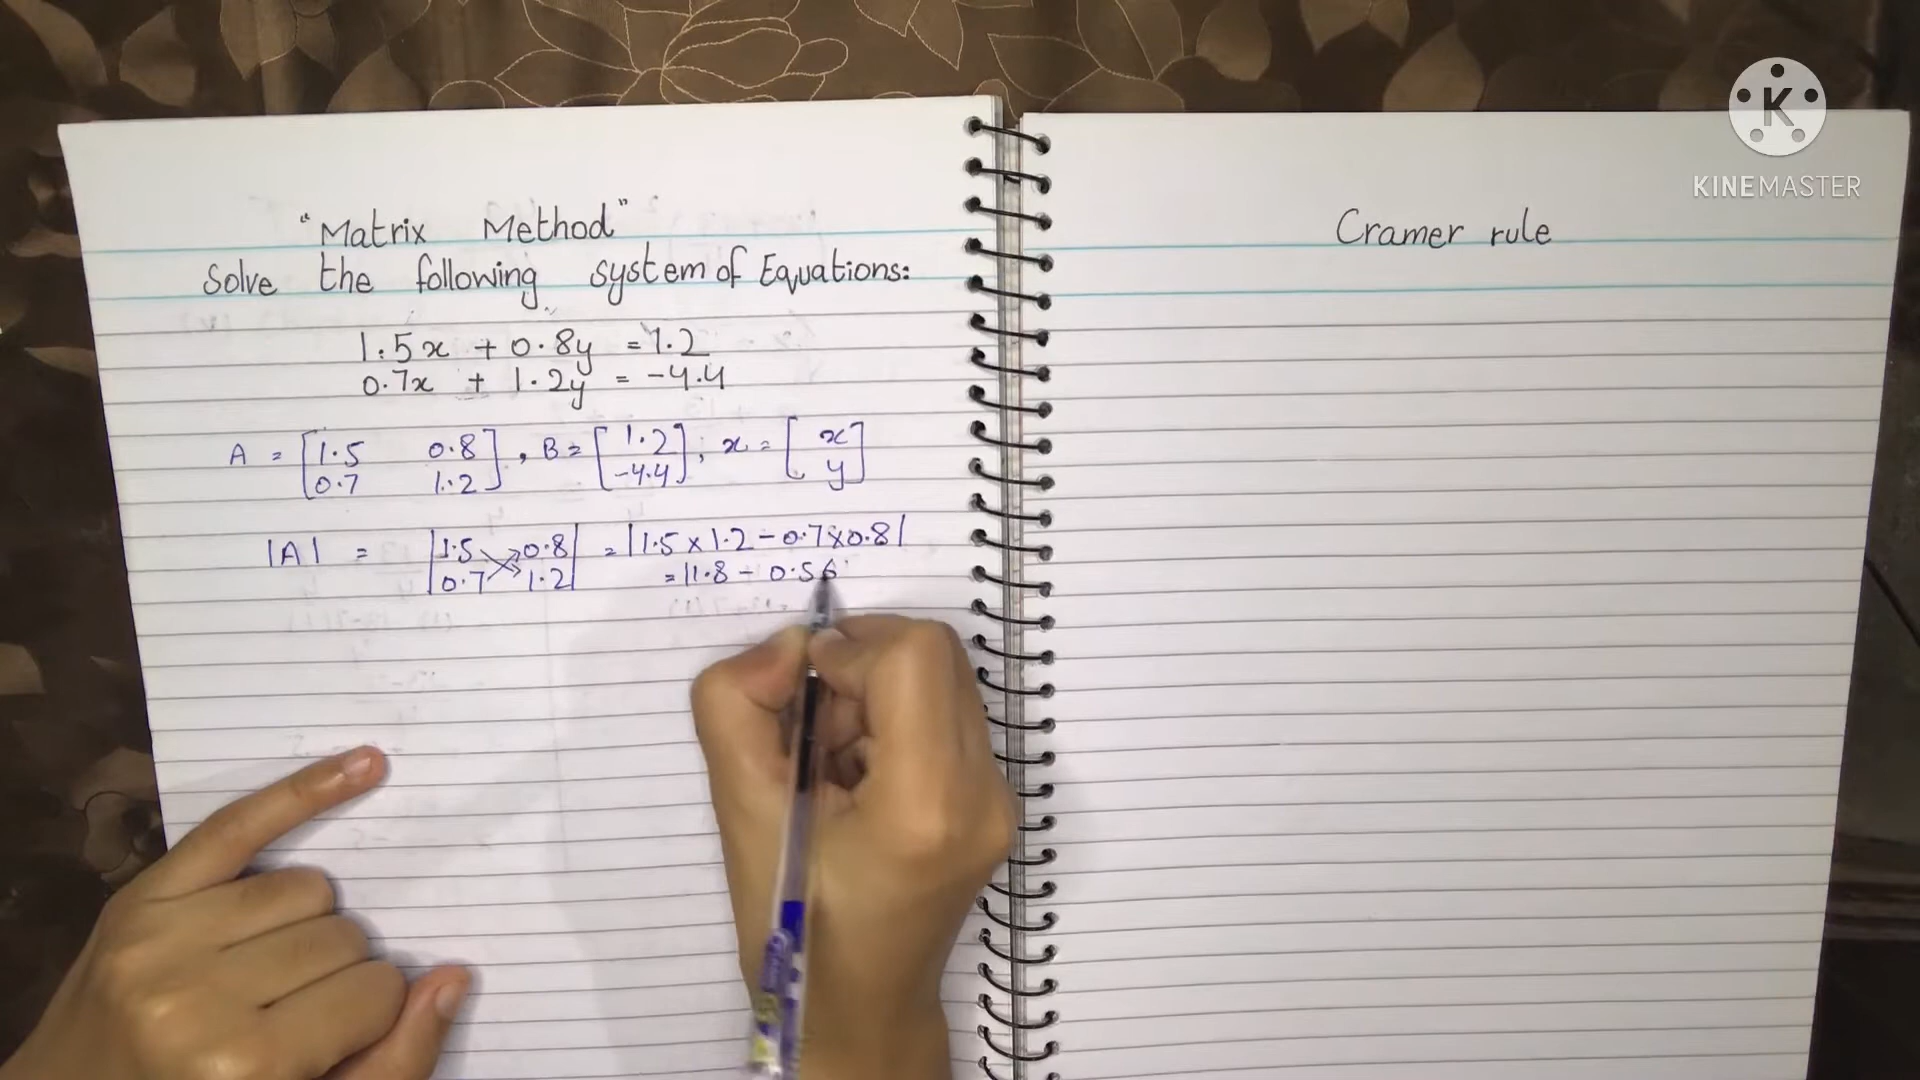 "Matrix Method"
Solve the following system of Equations:
1.5x + 0.8y = 1.2
0.7x + 1.2y = -4.4
A = [1.5 0.8], B = [1.2]; x = [x]
0.7 1.2 -4.4 y
|A| = |1.5 0.8| = |1.5 × 1.2 - 0.7 × 0.8|
0.7 1.2 = |1.8 - 0.56
Cramer rule
K
KINEMASTER